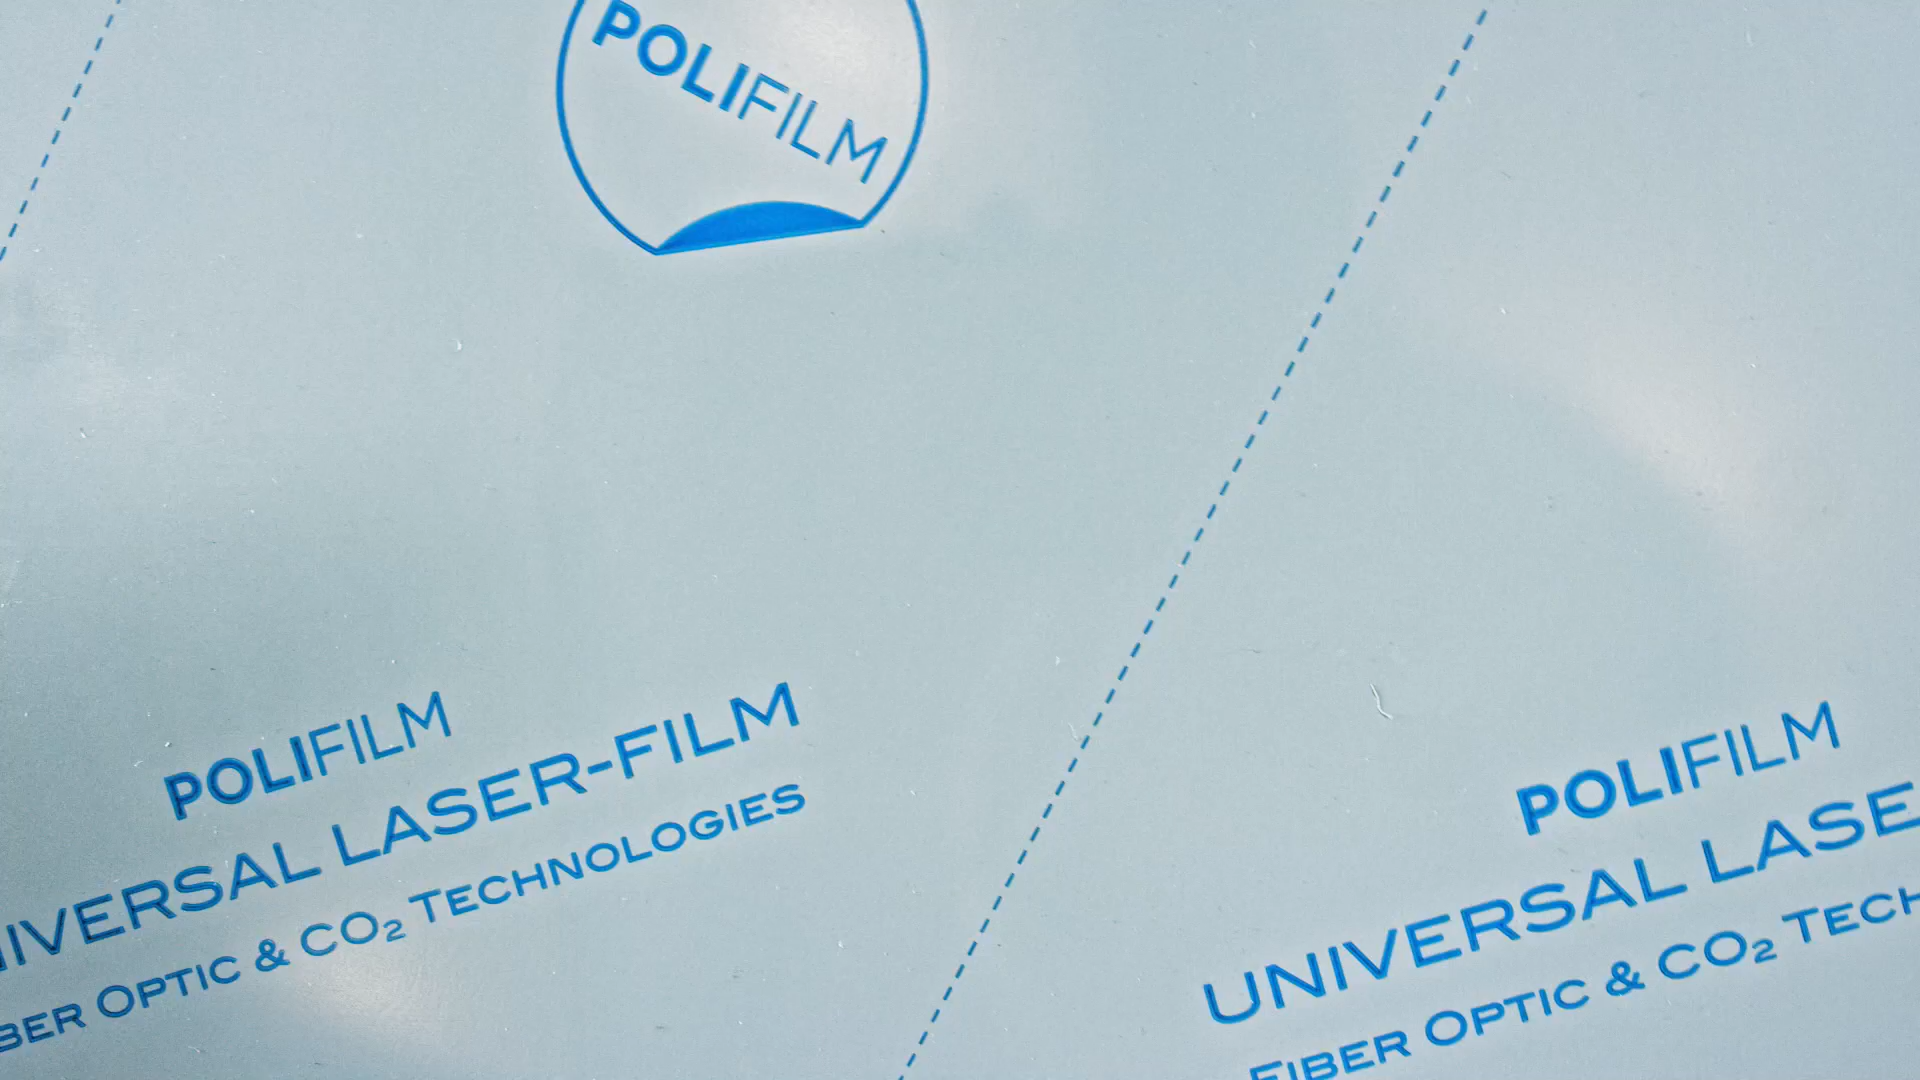 POLIFILM
POLIFILM
UNIVERSAL LASER-FILM
FIBER OPTIC & CO₂ TECHNOLOGIES
POLIFILM
UNIVERSAL LASE
FIBER OPTIC & CO₂ TECH